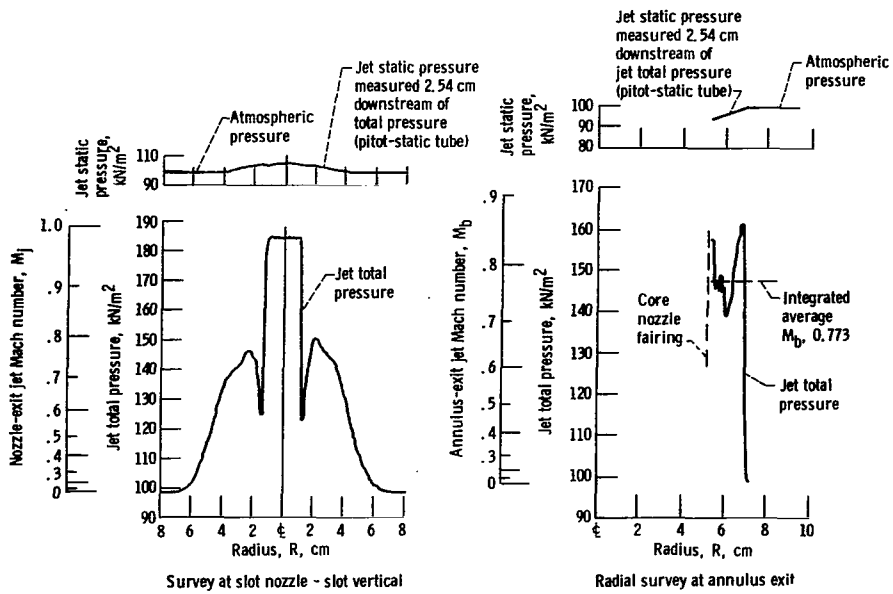 Jet static pressure
measured 2.54 cm
downstream of
total pressure
(pitot-static tube)
Atmospheric
pressure
Jet static
pressure,
kN/m2
110
90
Nozzle-exit jet Mach number, Mj
1.0
.9
.8
.7
.6
.5
.4
.3
0
Jet total pressure, kN/m2
190
180
170
160
150
140
130
120
110
100
90
Jet total
pressure
8 6 4 2 ℄ 2 4 6 8
Radius, R, cm
Survey at slot nozzle - slot vertical
Jet static pressure
measured 2.54 cm
downstream of
jet total pressure
(pitot-static tube)
Atmospheric
pressure
Jet static
pressure,
kN/m2
100
90
80
Annulus-exit jet Mach number, Mb
.9
.8
.7
.6
.5
.4
.3
0
Jet total pressure, kN/m2
170
160
150
140
130
120
110
100
90
Core
nozzle
fairing
Integrated
average
Mb, 0.773
Jet total
pressure
℄ 2 4 6 8 10
Radius, R, cm
Radial survey at annulus exit